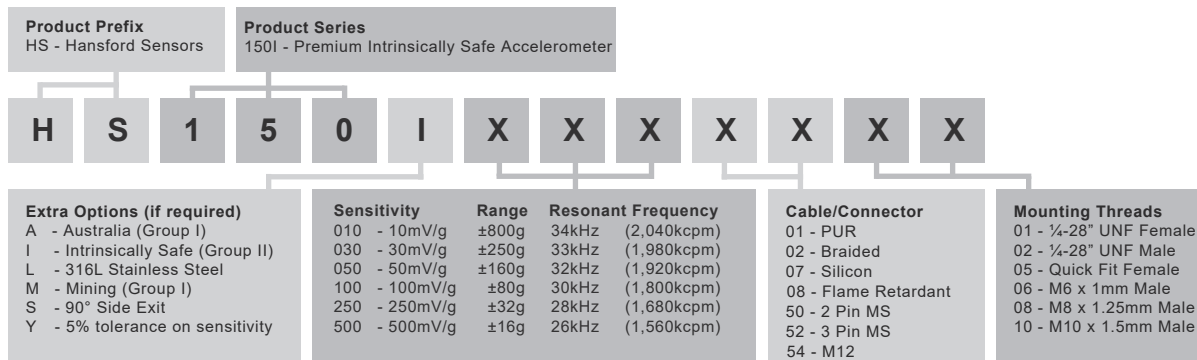 Product Prefix
HS - Hansford Sensors
Product Series
150I - Premium Intrinsically Safe Accelerometer
H S 1 5 0 I X X X X X X X
Extra Options (if required)
A - Australia (Group I)
I - Intrinsically Safe (Group II)
L - 316L Stainless Steel
M - Mining (Group I)
S - 90° Side Exit
Y - 5% tolerance on sensitivity
Sensitivity Range Resonant Frequency
010 - 10mV/g ±800g 34kHz (2,040kcpm)
030 - 30mV/g ±250g 33kHz (1,980kcpm)
050 - 50mV/g ±160g 32kHz (1,920kcpm)
100 - 100mV/g ±80g 30kHz (1,800kcpm)
250 - 250mV/g ±32g 28kHz (1,680kcpm)
500 - 500mV/g ±16g 26kHz (1,560kcpm)
Cable/Connector
01 - PUR
02 - Braided
07 - Silicon
08 - Flame Retardant
50 - 2 Pin MS
52 - 3 Pin MS
54 - M12
Mounting Threads
01 - ¼-28” UNF Female
02 - ¼-28” UNF Male
05 - Quick Fit Female
06 - M6 x 1mm Male
08 - M8 x 1.25mm Male
10 - M10 x 1.5mm Male